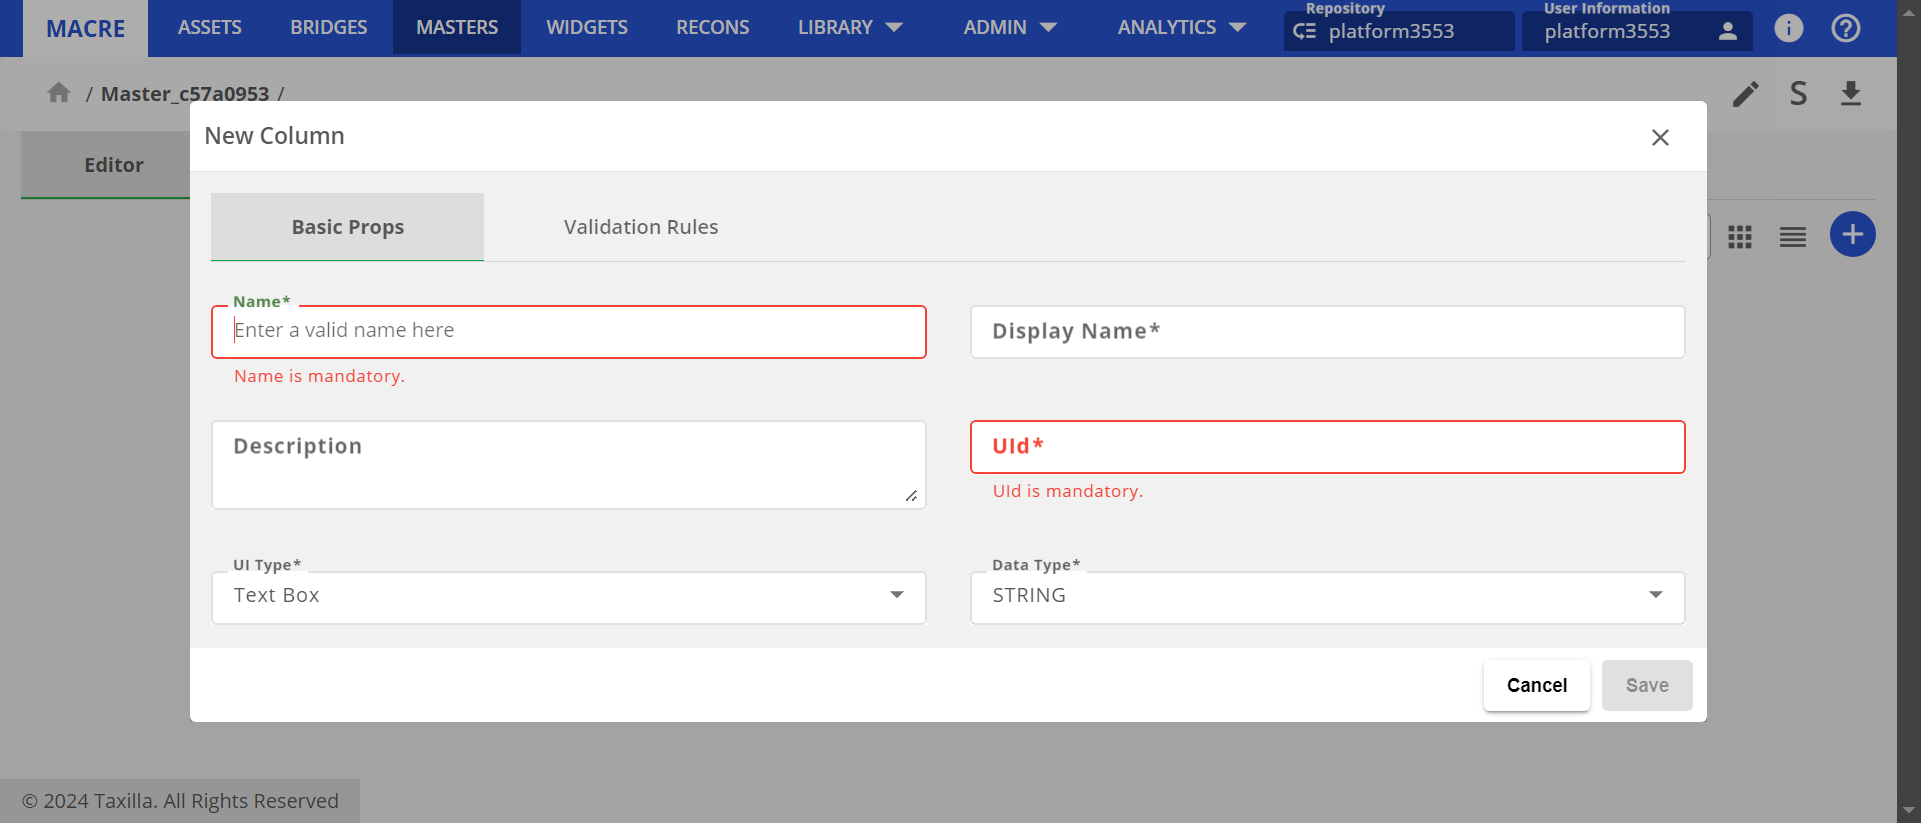 MACRE
ASSETS
BRIDGES
MASTERS
WIDGETS
RECONS
LIBRARY
ADMIN
ANALYTICS
Repository
platform3553
User Information
platform3553
/ Master_c57a0953 /
S
New Column
Editor
Basic Props
Validation Rules
Name*
Enter a valid name here
Name is mandatory.
Display Name*
Description
UId*
UId is mandatory.
UI Type*
Text Box
Data Type*
STRING
Cancel
Save
© 2024 Taxilla. All Rights Reserved